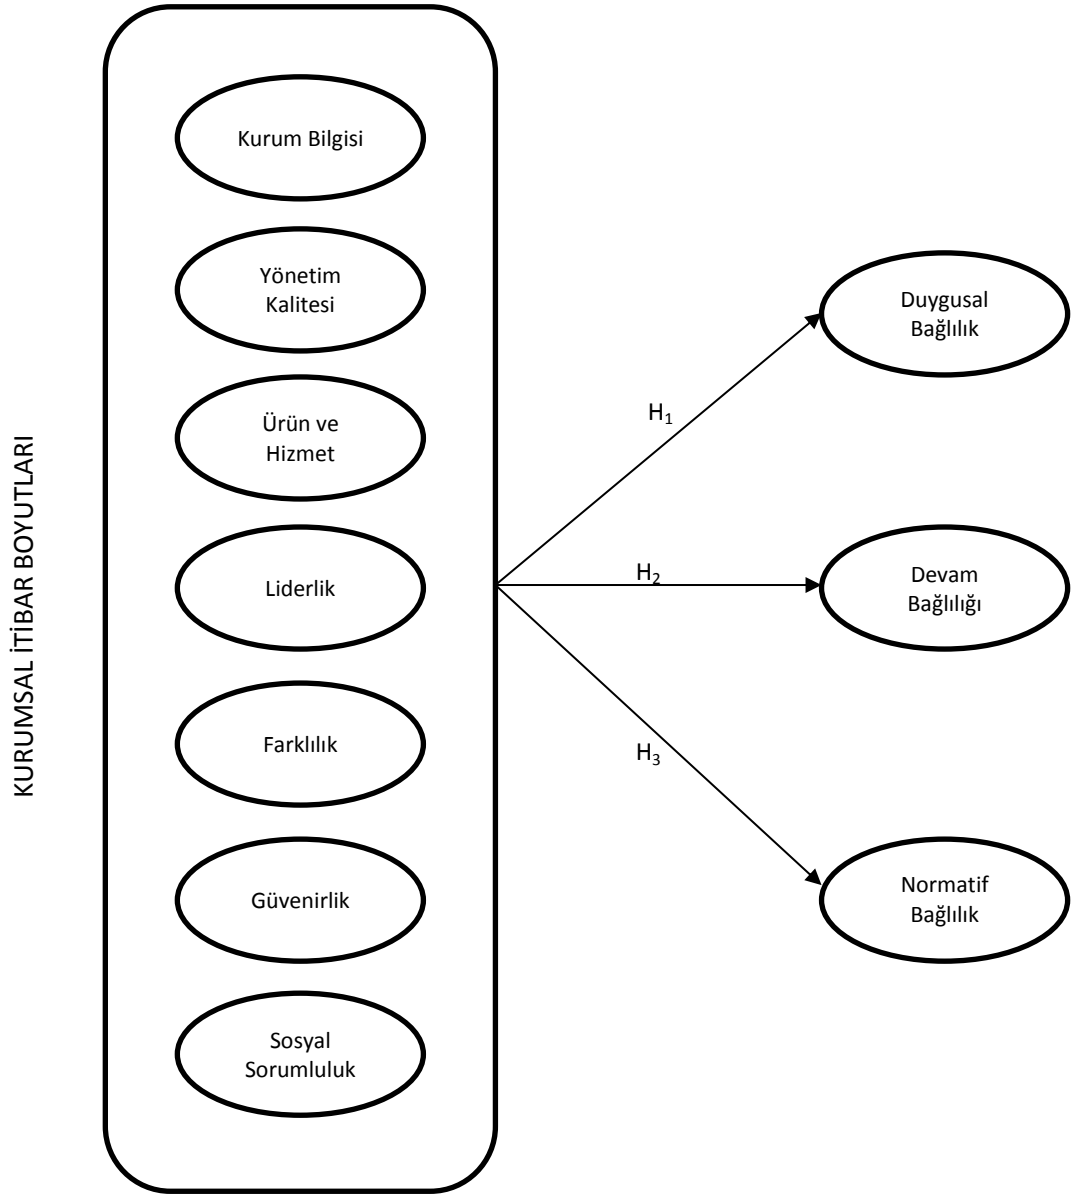 KURUMSAL İTİBAR BOYUTLARI
Kurum Bilgisi
Yönetim
Kalitesi
Ürün ve
Hizmet
Liderlik
Farklılık
Güvenirlik
Sosyal
Sorumluluk
H₁
H₂
H₃
Duygusal
Bağlılık
Devam
Bağlılığı
Normatif
Bağlılık